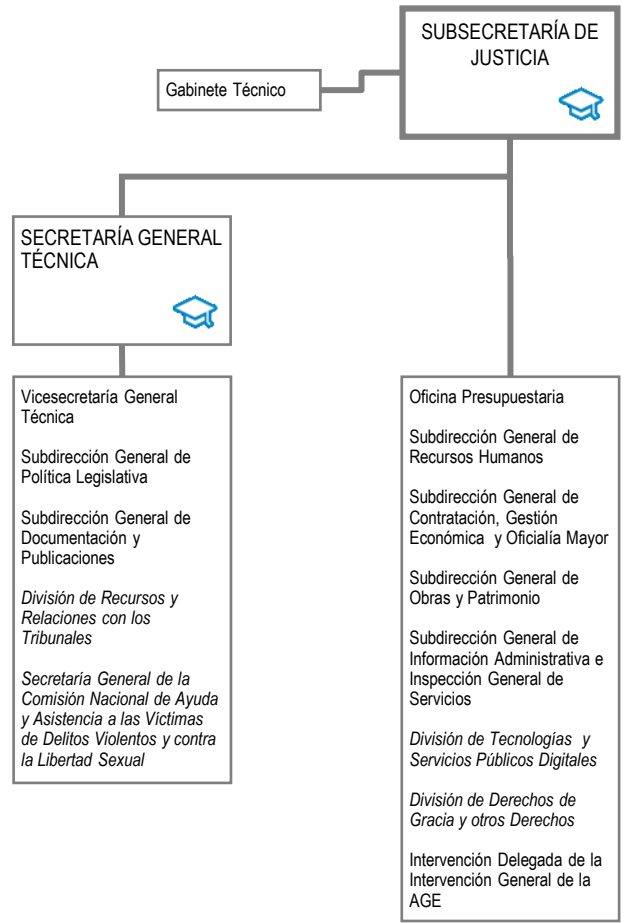 SUBSECRETARÍA DE
JUSTICIA
Gabinete Técnico
SECRETARÍA GENERAL
TÉCNICA
Vicesecretaría General
Técnica
Subdirección General de
Política Legislativa
Subdirección General de
Documentación y
Publicaciones
División de Recursos y
Relaciones con los
Tribunales
Secretaría General de la
Comisión Nacional de Ayuda
y Asistencia a las Víctimas
de Delitos Violentos y contra
la Libertad Sexual
Oficina Presupuestaria
Subdirección General de
Recursos Humanos
Subdirección General de
Contratación, Gestión
Económica y Oficialía Mayor
Subdirección General de
Obras y Patrimonio
Subdirección General de
Información Administrativa e
Inspección General de
Servicios
División de Tecnologías y
Servicios Públicos Digitales
División de Derechos de
Gracia y otros Derechos
Intervención Delegada de la
Intervención General de la
AGE